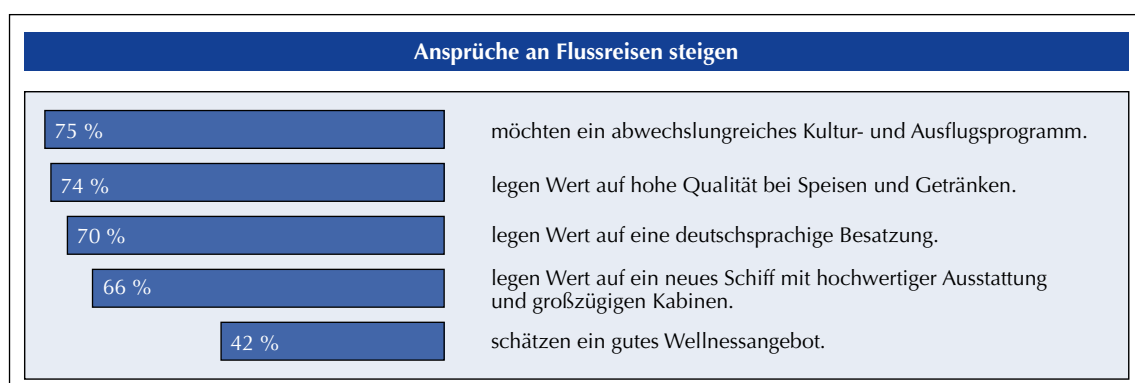 Ansprüche an Flussreisen steigen
75 % möchten ein abwechslungreiches Kultur- und Ausflugsprogramm.
74 % legen Wert auf hohe Qualität bei Speisen und Getränken.
70 % legen Wert auf eine deutschsprachige Besatzung.
66 % legen Wert auf ein neues Schiff mit hochwertiger Ausstattung
und großzügigen Kabinen.
42 % schätzen ein gutes Wellnessangebot.